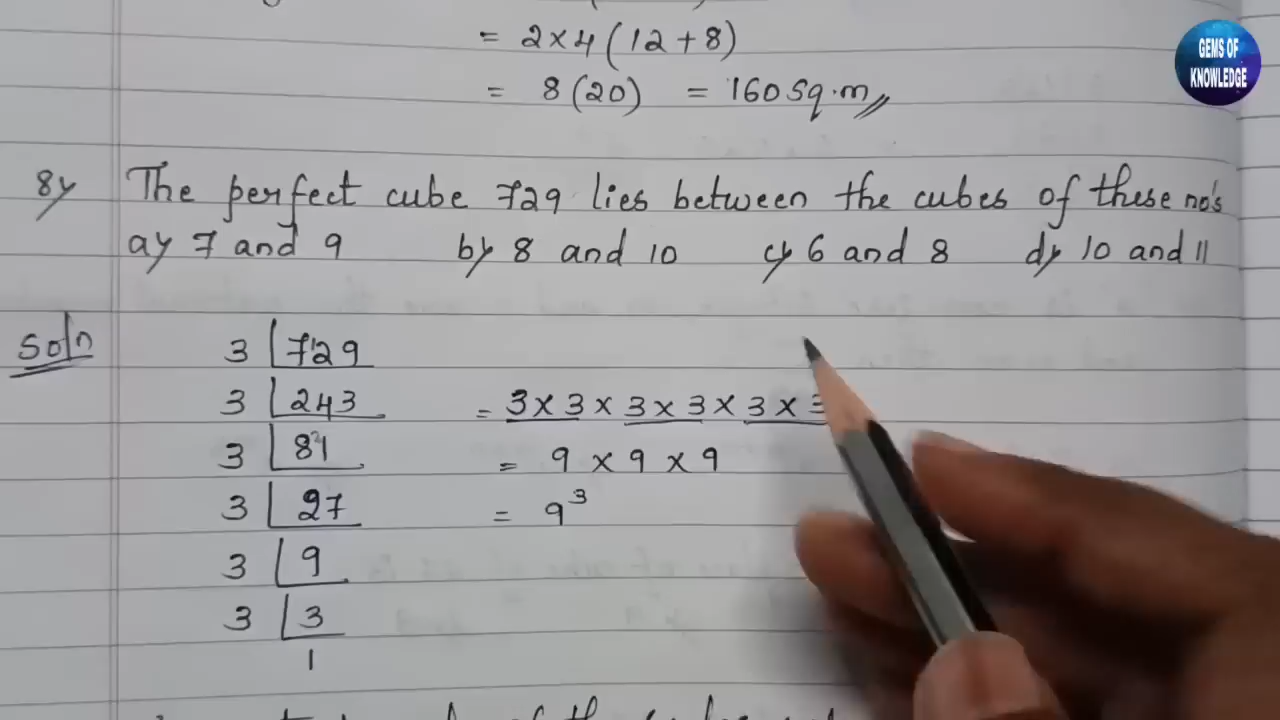 = 2×4(12+8)
GEMS OF
KNOWLEDGE
= 8(20) = 160 Sq.m
8) The perfect cube 729 lies between the cubes of these no's
a) 7 and 9 b) 8 and 10 c) 6 and 8 d) 10 and 11
Soln
3 729
3 243 = 3×3×3×3×3×3
3 81 = 9×9×9
3 27 = 9³
3 9
3 3
1